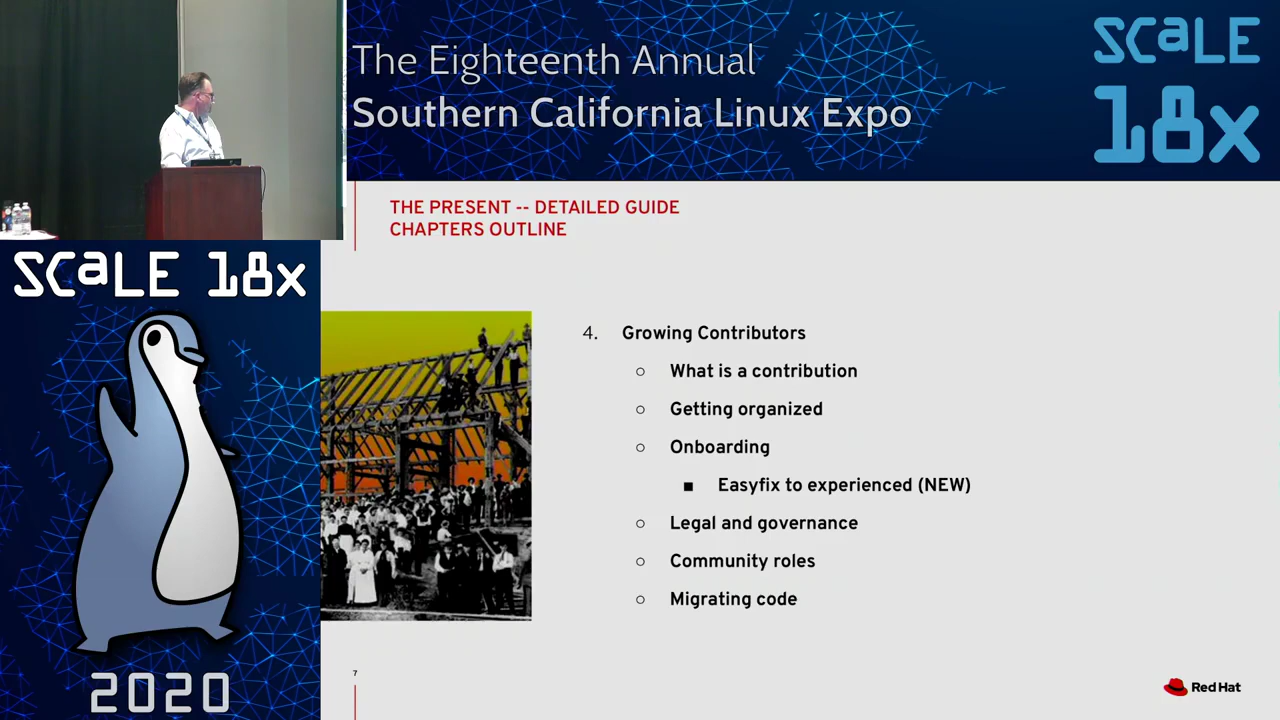 The Eighteenth Annual
Southern California Linux Expo
SCaLE
18x
THE PRESENT -- DETAILED GUIDE
CHAPTERS OUTLINE
SCaLE 18x
4. Growing Contributors
○ What is a contribution
○ Getting organized
○ Onboarding
■ Easyfix to experienced (NEW)
○ Legal and governance
○ Community roles
○ Migrating code
2020
7
Red Hat